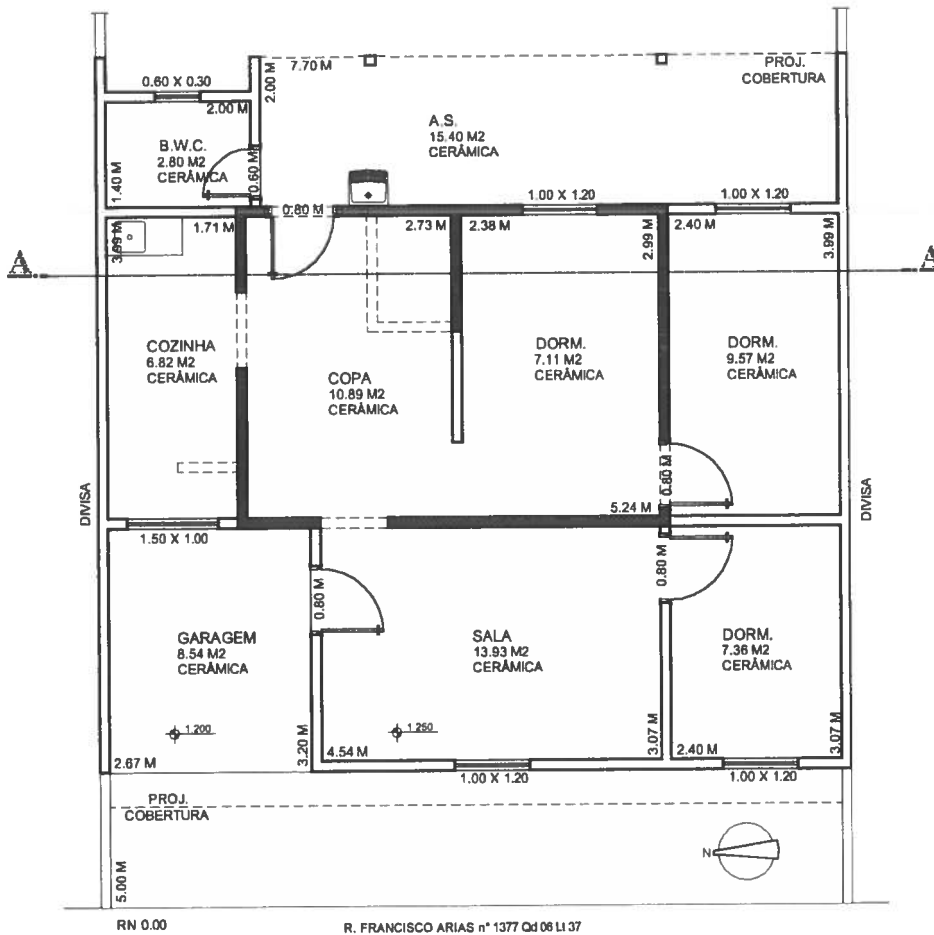 7.70 M
PROJ.
COBERTURA
0.60 X 0.30
2.00 M
2.00 M
A.S.
15.40 M2
CERÂMICA
B.W.C.
2.80 M2
CERÂMICA
1.40 M
0.60 M
1.00 X 1.20
1.00 X 1.20
0.80 M
3.99 M
1.71 M
2.73 M
2.38 M
2.99 M
2.40 M
3.99 M
A
A
COZINHA
6.82 M2
CERÂMICA
COPA
10.89 M2
CERÂMICA
DORM.
7.11 M2
CERÂMICA
DORM.
9.57 M2
CERÂMICA
0.80 M
5.24 M
DIVISA
DIVISA
1.50 X 1.00
0.80 M
0.80 M
GARAGEM
8.54 M2
CERÂMICA
SALA
13.93 M2
CERÂMICA
DORM.
7.36 M2
CERÂMICA
1.200
1.250
2.67 M
3.20 M
4.54 M
3.07 M
2.40 M
3.07 M
1.00 X 1.20
1.00 X 1.20
PROJ.
COBERTURA
N
5.00 M
RN 0.00
R. FRANCISCO ARIAS n° 1377 Qd 06 Lt 37